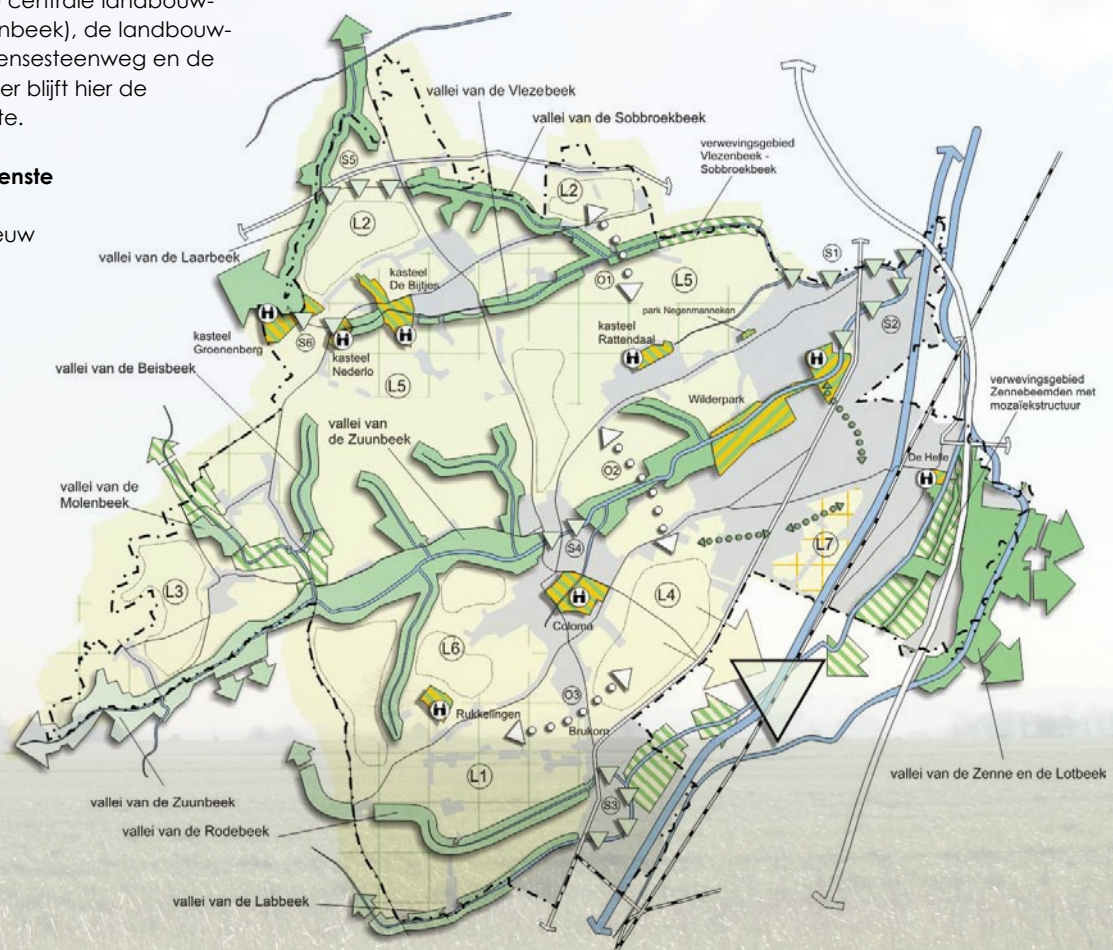 centrale landbouw-
nbeek), de landbouw-
ensesteenweg en de
er blijft hier de
te.
enste
euw
vallei van de Vlezebeek
vallei van de Sobbroekbeek
verwevingsgebied
Vlezenbeek -
Sobbroekbeek
S5
L2
L2
S1
vallei van de Laarbeek
kasteel
De Bijtjes
O1
L5
S2
park Negenmanneken
H
kasteel
Groenenberg
S6
H
kasteel
Nederlo
H
kasteel
Rattendaal
H
H
L5
vallei van de Beisbeek
Wilderpark
verwevingsgebied
Zennebeemden met
mozaïekstructuur
vallei van
de Zuunbeek
O2
De Helle
H
vallei van de
Molenbeek
S4
L7
L3
H
Coloma
L4
L6
H
Rukkelingen
O3
Brukom
L1
vallei van de Zenne en de Lotbeek
vallei van de Zuunbeek
S3
vallei van de Rodebeek
vallei van de Labbeek